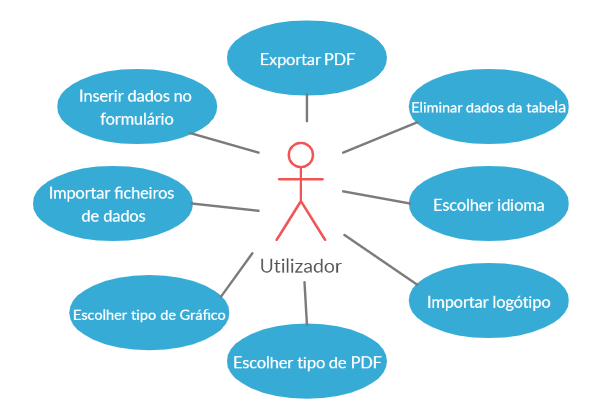 Exportar PDF
Inserir dados no
formulário
Eliminar dados da tabela
Importar ficheiros
de dados
Escolher idioma
Utilizador
Escolher tipo de Gráfico
Importar logótipo
Escolher tipo de PDF